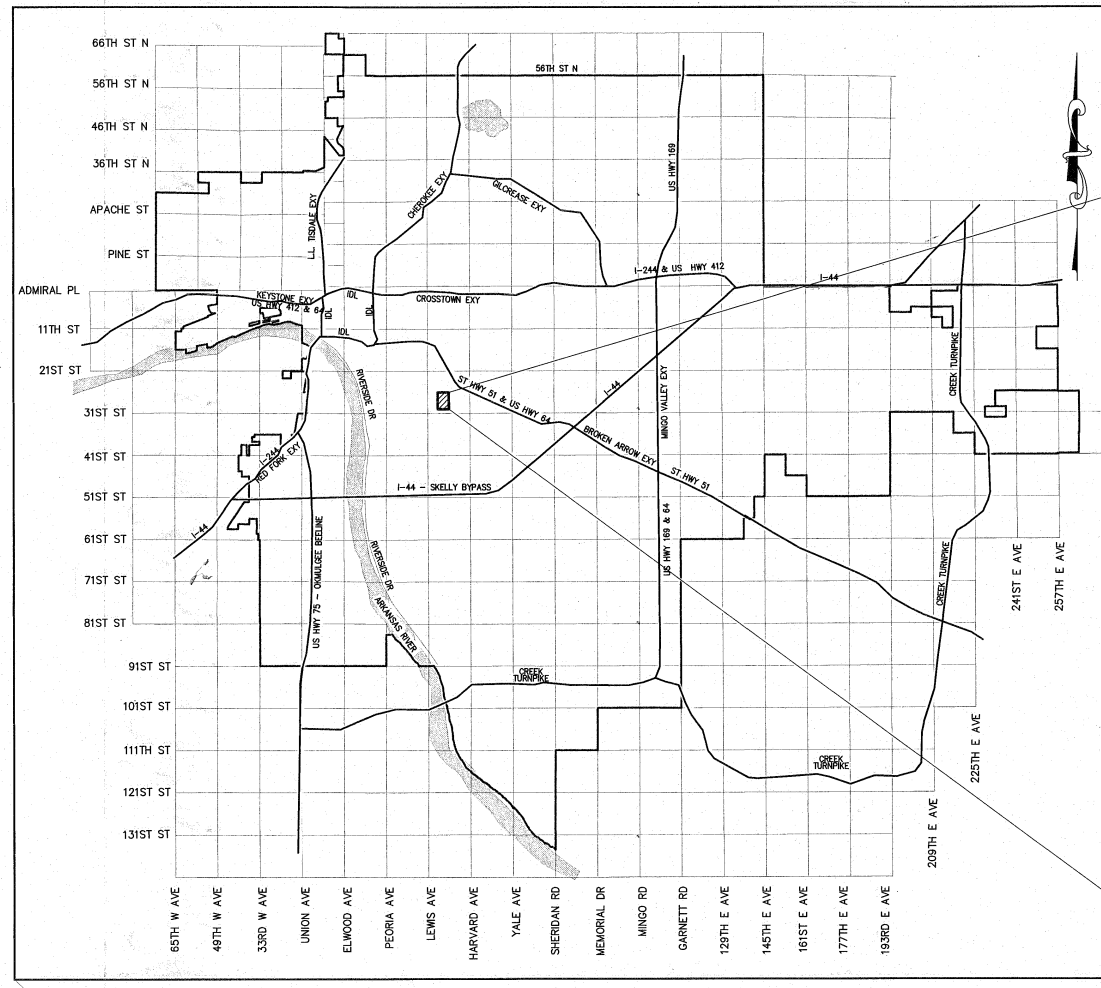 66TH ST N
56TH ST N
56TH ST N
46TH ST N
36TH ST N
APACHE ST
PINE ST
ADMIRAL PL
11TH ST
21ST ST
31ST ST
41ST ST
51ST ST
61ST ST
71ST ST
81ST ST
91ST ST
101ST ST
111TH ST
121ST ST
131ST ST
L.L. TISDALE EXY
CHEROKEE EXY
GILCREASE EXY
US HWY 169
I-244 & US HWY 412
I-44
KEYSTONE EXY
US HWY 412 & 64
IDL
CROSSTOWN EXY
IDL
IDL
IDL
RIVERSIDE DR
ST HWY 51 & US HWY 64
I-44
MINGO VALLEY EXY
CREEK TURNPIKE
BROKEN ARROW EXY
ST HWY 51
I-244
RED FORK EXY
I-44 - SKELLY BYPASS
I-44
US HWY 75 - OKMULGEE BEELINE
RIVERSIDE DR
ARKANSAS RIVER
US HWY 169 & 64
CREEK TURNPIKE
CREEK
TURNPIKE
CREEK
TURNPIKE
65TH W AVE
49TH W AVE
33RD W AVE
UNION AVE
ELWOOD AVE
PEORIA AVE
LEWIS AVE
HARVARD AVE
YALE AVE
SHERIDAN RD
MEMORIAL DR
MINGO RD
GARNETT RD
129TH E AVE
145TH E AVE
161ST E AVE
177TH E AVE
193RD E AVE
209TH E AVE
225TH E AVE
241ST E AVE
257TH E AVE